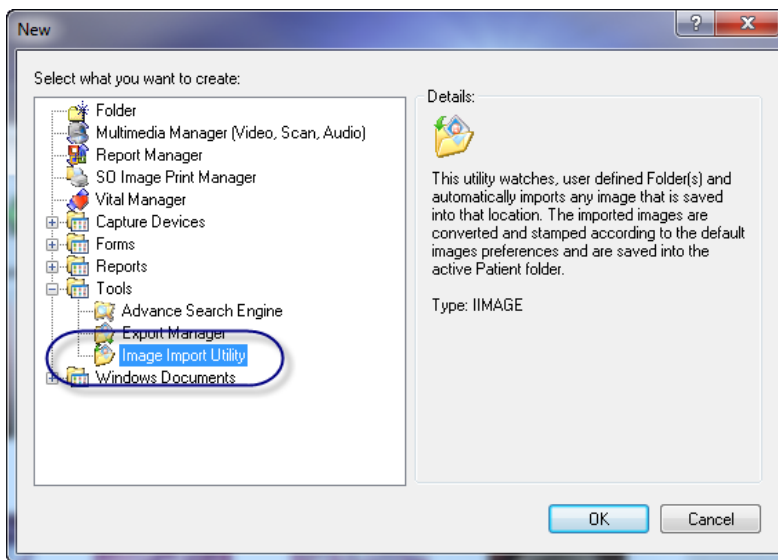 New
Select what you want to create:
Folder
Multimedia Manager (Video, Scan, Audio)
Report Manager
SO Image Print Manager
Vital Manager
Capture Devices
Forms
Reports
Tools
Advance Search Engine
Export Manager
Image Import Utility
Windows Documents
Details:
This utility watches, user defined Folder(s) and
automatically imports any image that is saved
into that location. The imported images are
converted and stamped according to the default
images preferences and are saved into the
active Patient folder.
Type: IIMAGE
OK
Cancel